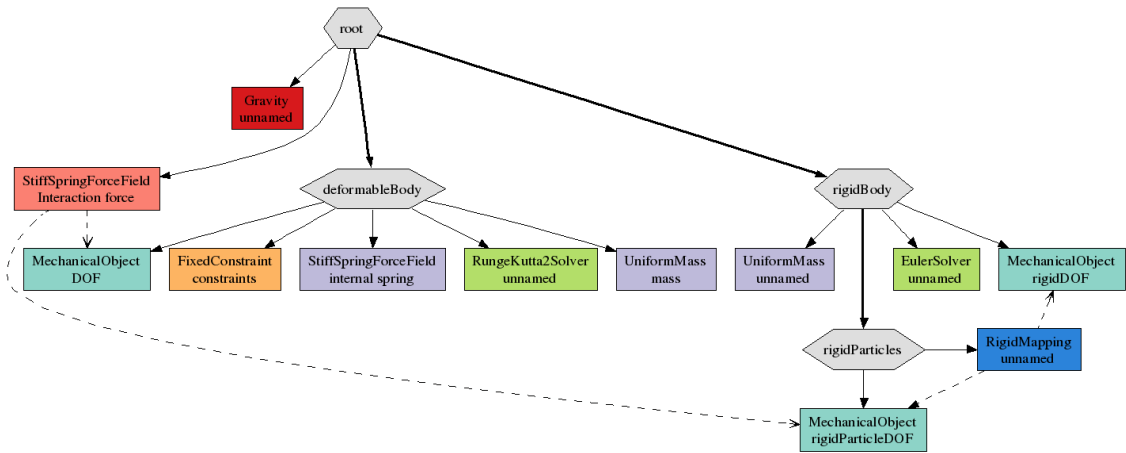 root
Gravity
unnamed
StiffSpringForceField
Interaction force
deformableBody
rigidBody
MechanicalObject
DOF
FixedConstraint
constraints
StiffSpringForceField
internal spring
RungeKutta2Solver
unnamed
UniformMass
mass
UniformMass
unnamed
EulerSolver
unnamed
MechanicalObject
rigidDOF
rigidParticles
RigidMapping
unnamed
MechanicalObject
rigidParticleDOF